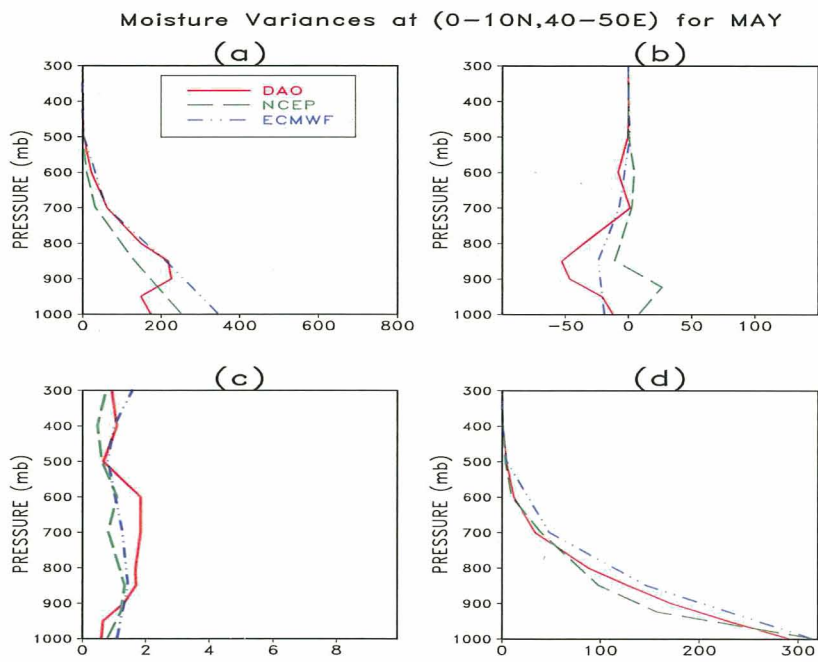 Moisture Variances at (0-10N,40-50E) for MAY
(a)
300
400
500
600
700
800
900
1000
PRESSURE (mb)
DAO
NCEP
ECMWF
0 200 400 600 800
(b)
300
400
500
600
700
800
900
1000
PRESSURE (mb)
-50 0 50 100
(c)
300
400
500
600
700
800
900
1000
PRESSURE (mb)
0 2 4 6 8
(d)
300
400
500
600
700
800
900
1000
PRESSURE (mb)
0 100 200 300